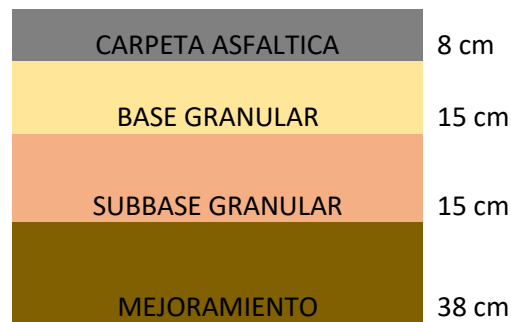 CARPETA ASFALTICA 8 cm
BASE GRANULAR 15 cm
SUBBASE GRANULAR 15 cm
MEJORAMIENTO 38 cm